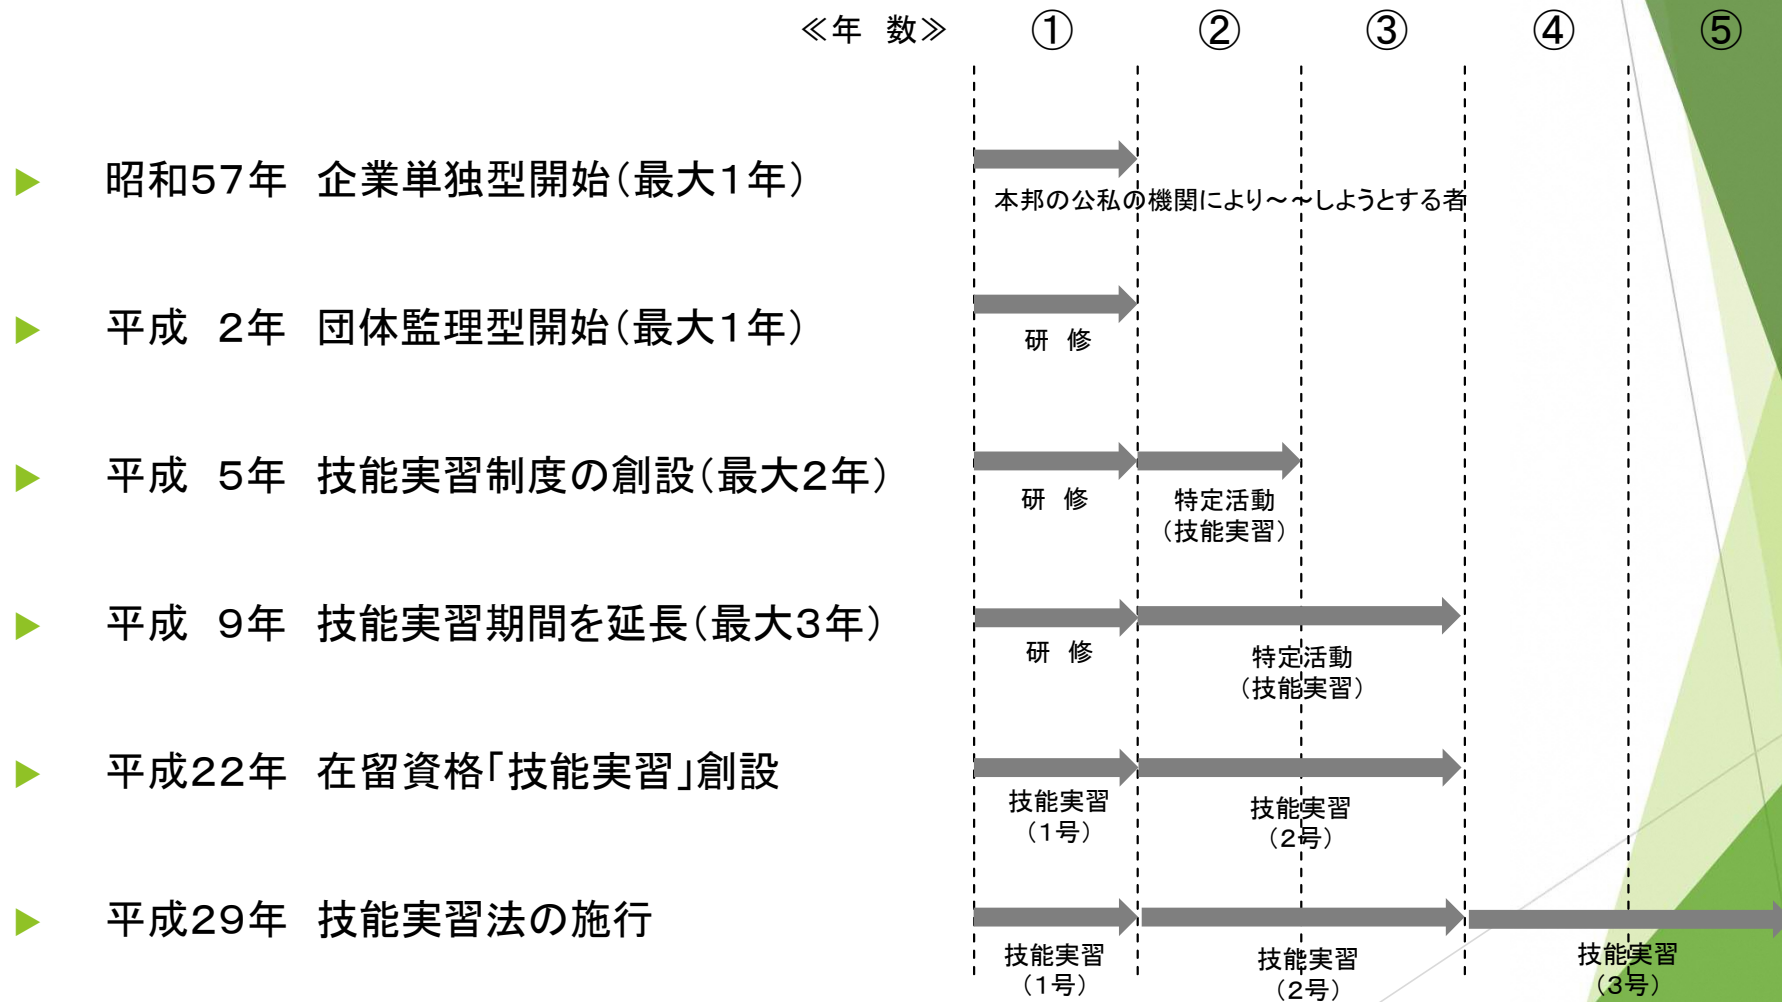 ≪年 数≫ ① ② ③ ④ ⑤
昭和57年 企業単独型開始(最大1年)
本邦の公私の機関により～～しようとする者
平成 2年 団体監理型開始(最大1年)
研 修
平成 5年 技能実習制度の創設(最大2年)
研 修
特定活動
(技能実習)
平成 9年 技能実習期間を延長(最大3年)
研 修
特定活動
(技能実習)
平成22年 在留資格「技能実習」創設
技能実習
(1号)
技能実習
(2号)
平成29年 技能実習法の施行
技能実習
(1号)
技能実習
(2号)
技能実習
(3号)